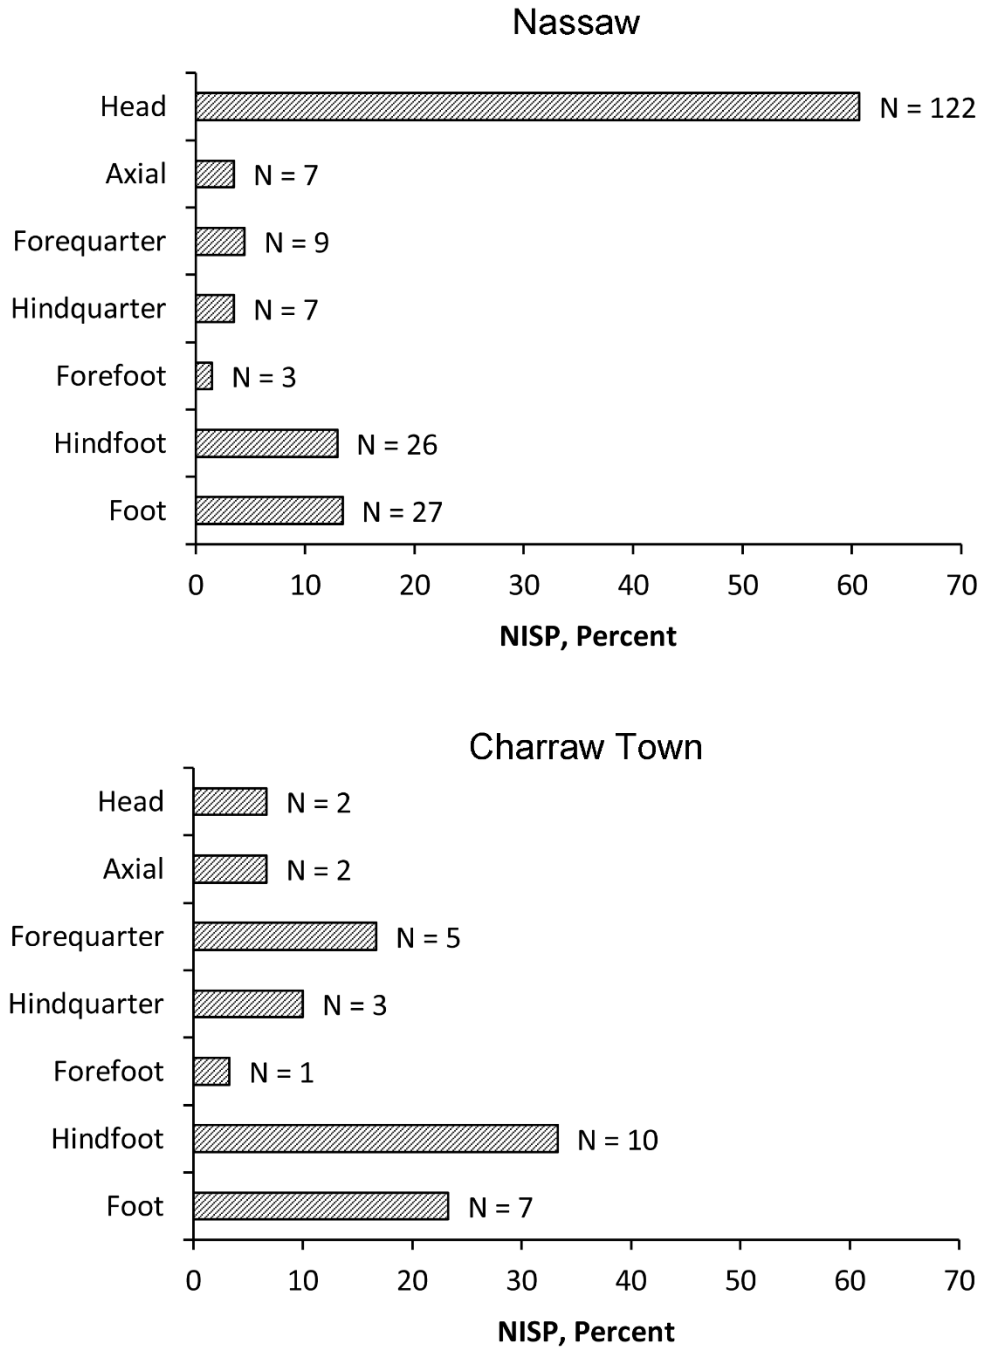 Nassaw
Head N = 122
Axial N = 7
Forequarter N = 9
Hindquarter N = 7
Forefoot N = 3
Hindfoot N = 26
Foot N = 27
0 10 20 30 40 50 60 70
NISP, Percent
Charraw Town
Head N = 2
Axial N = 2
Forequarter N = 5
Hindquarter N = 3
Forefoot N = 1
Hindfoot N = 10
Foot N = 7
0 10 20 30 40 50 60 70
NISP, Percent